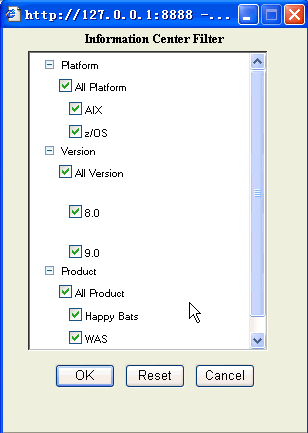 http://127.0.0.1:8888 -...
Information Center Filter
Platform
All Platform
AIX
z/OS
Version
All Version
8.0
9.0
Product
All Product
Happy Bats
WAS
OK Reset Cancel